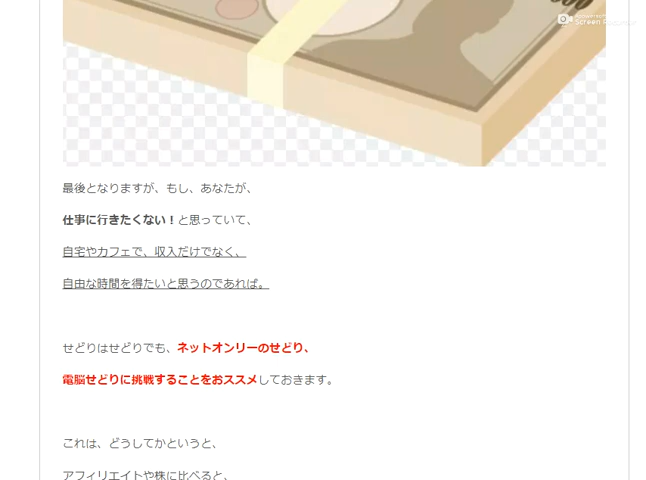 Screen Recorder
最後となりますが、もし、あなたが、
仕事に行きたくない！と思っていて、
自宅やカフェで、収入だけでなく、
自由な時間を得たいと思うのであれば。
せどりはせどりでも、ネットオンリーのせどり、
電脳せどりに挑戦することをおススメしておきます。
これは、どうしてかというと、
アフィリエイトや株に比べると、